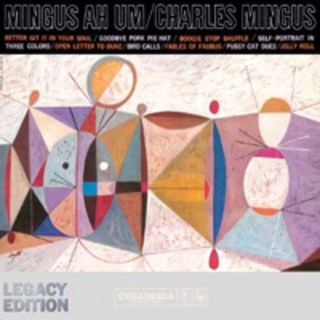 MINGUS AH UM/CHARLES MINGUS
BETTER GIT IT IN YOUR SOUL / GOODBYE PORK PIE HAT / BOOGIE STOP SHUFFLE / SELF-PORTRAIT IN
THREE COLORS/OPEN LETTER TO DUKE/BIRD CALLS/FABLES OF FAUBUS/PUSSY CAT DUES/JELLY ROLL
LEGACY
EDITION
COLUMBIA